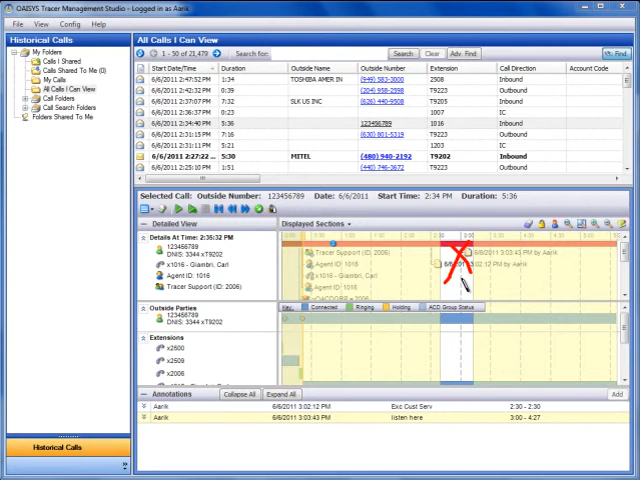 OAISYS Tracer Management Studio - Logged in as Aarik
File View Config Help
Historical Calls
My Folders
Calls I Shared
Calls Shared To Me (0)
My Calls
All Calls I Can View
Call Folders
Call Search Folders
Folders Shared To Me
Historical Calls
All Calls I Can View
1 - 50 of 21,479 Search for: Search Clear Adv. Find Find
Start Date/Time Duration Outside Name Outside Number Extension Call Direction Account Code
6/6/2011 2:47:52 PM 1:34 TOSHIBA AMER IN (949) 583-3000 2508 Inbound
6/6/2011 2:42:32 PM 0:39 (204) 958-2598 T9223 Outbound
6/6/2011 2:37:07 PM 7:32 SLK US INC (626) 440-9508 T9223 Inbound
6/6/2011 2:36:37 PM 0:23 1007 IC
6/6/2011 2:34:40 PM 5:36 123456789 1016 Inbound
6/6/2011 2:31:15 PM 7:16 (630) 801-5319 T9223 Outbound
6/6/2011 2:31:11 PM 5:21 1203 IC
6/6/2011 2:27:22 ... 5:30 MITEL (480) 940-2192 T9202 Inbound
6/6/2011 2:25:10 PM 1:51 (440) 746-3672 T9223 Outbound
Selected Call: Outside Number: 123456789 Date: 6/6/2011 Start Time: 2:34 PM Duration: 5:36
Detailed View
Displayed Sections
Details At Time: 2:35:32 PM
123456789
DNIS: 3344 xT9202
x1016 - Giambri, Carl
Agent ID: 1016
Tracer Support (ID: 2006)
Tracer Support (ID: 2006)
6/6/2011 3:03:43 PM by Aarik
Agent ID: 1016
3:02:12 PM by Aarik
x1016 - Giambri, Carl
Agent ID: 1016
Outside Parties
123456789
DNIS: 3344 xT9202
Key: Connected Ringing Holding ACD Group Status
Extensions
x2500
x2509
x2006
Annotations Collapse All Expand All Add
Aarik 6/6/2011 3:02:12 PM Exc Cust Serv 2:30 - 2:30
Aarik 6/6/2011 3:03:43 PM listen here 3:00 - 4:27